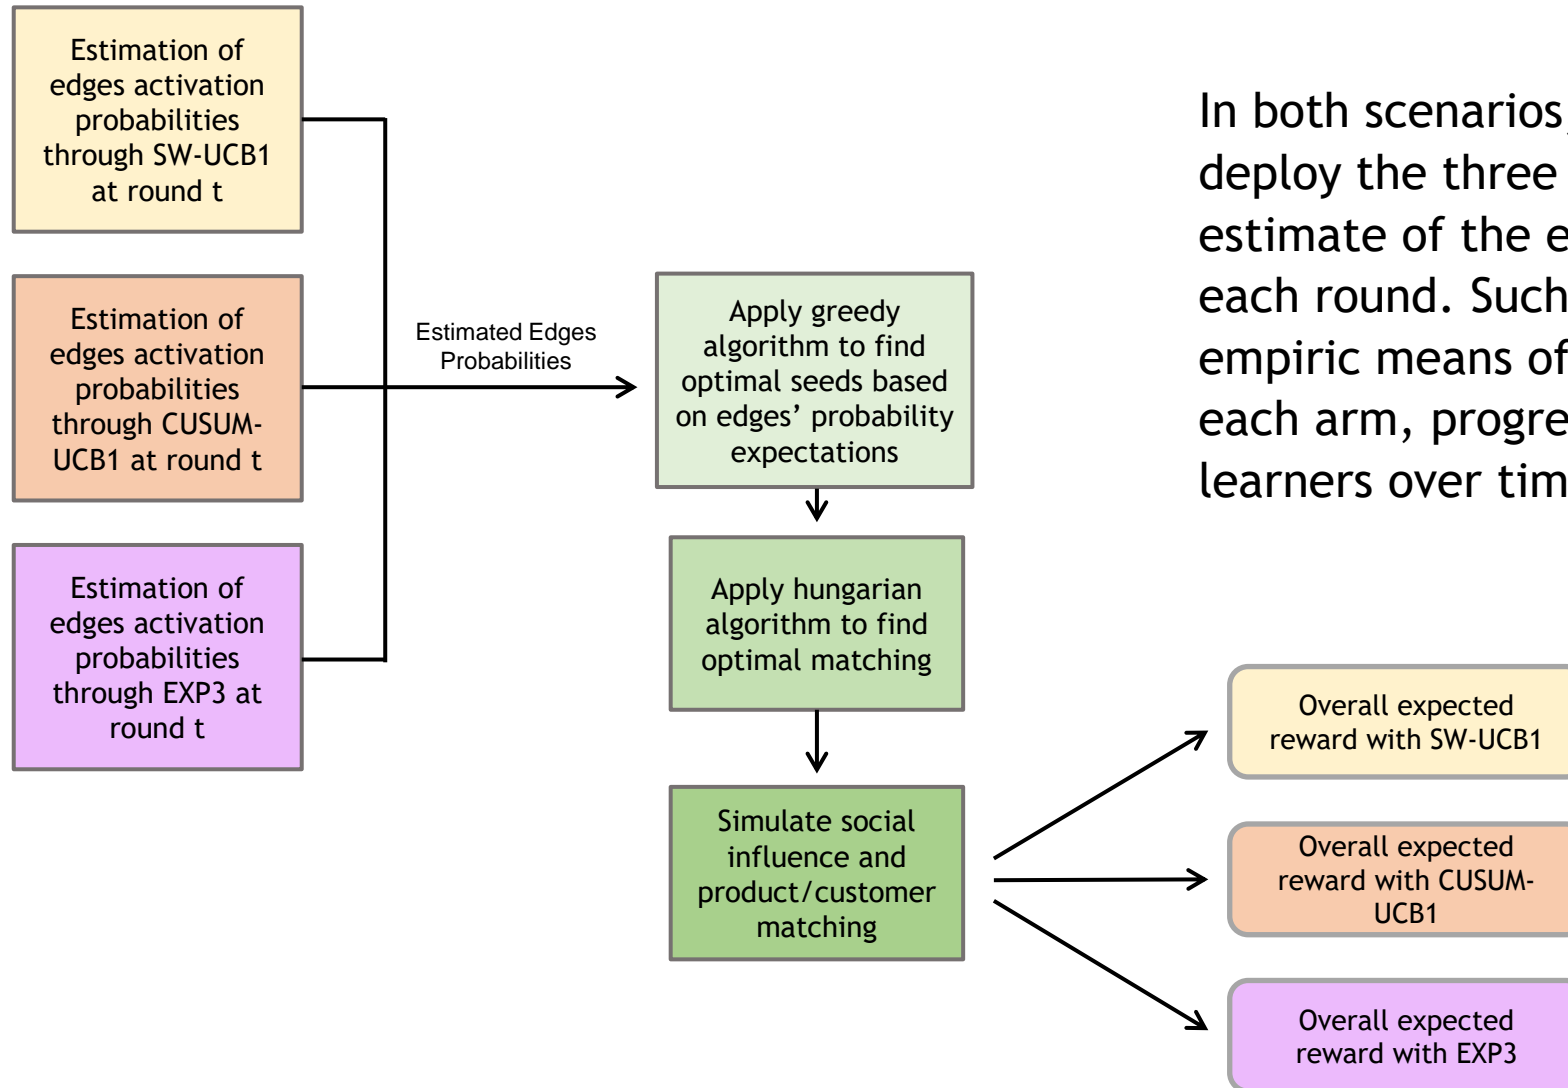 Estimation of
edges activation
probabilities
through SW-UCB1
at round t
Estimation of
edges activation
probabilities
through CUSUM-
UCB1 at round t
Estimation of
edges activation
probabilities
through EXP3 at
round t
Estimated Edges
Probabilities
Apply greedy
algorithm to find
optimal seeds based
on edges’ probability
expectations
Apply hungarian
algorithm to find
optimal matching
Simulate social
influence and
product/customer
matching
In both scenarios,
deploy the three
estimate of the
each round. Such
empiric means of
each arm,
learners over
Overall expected
reward with SW-UCB1
Overall expected
reward with CUSUM-
UCB1
Overall expected
reward with EXP3